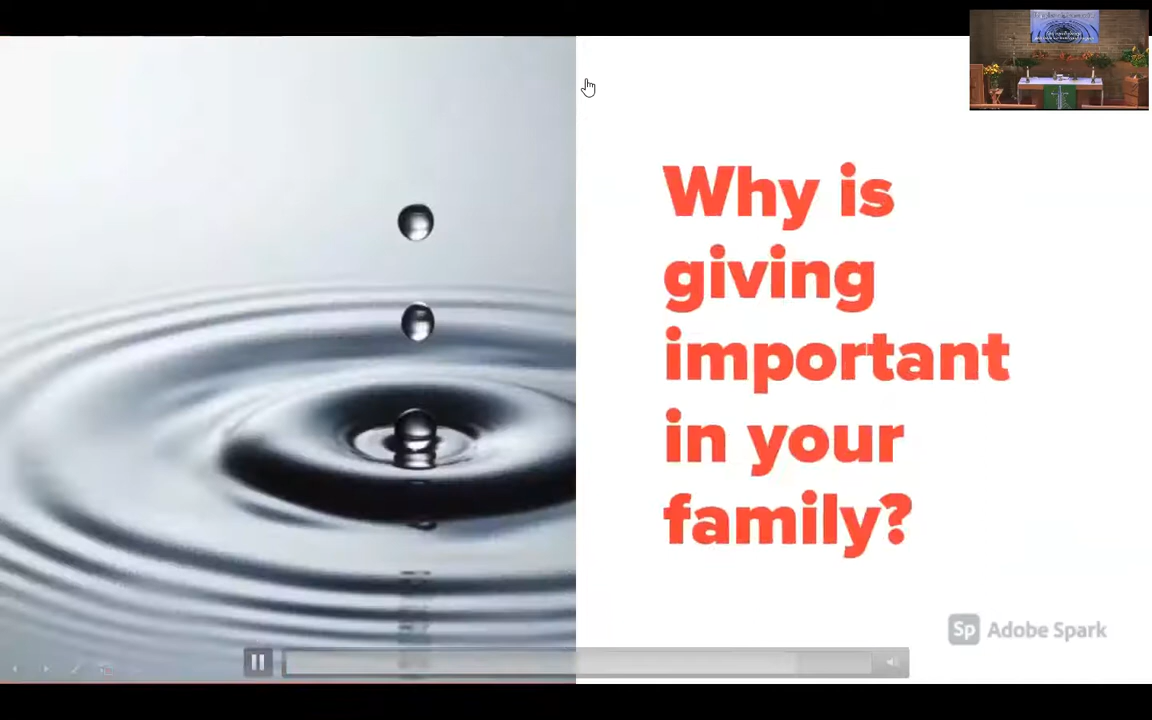 Why is
giving
important
in your
family?
Sp Adobe Spark